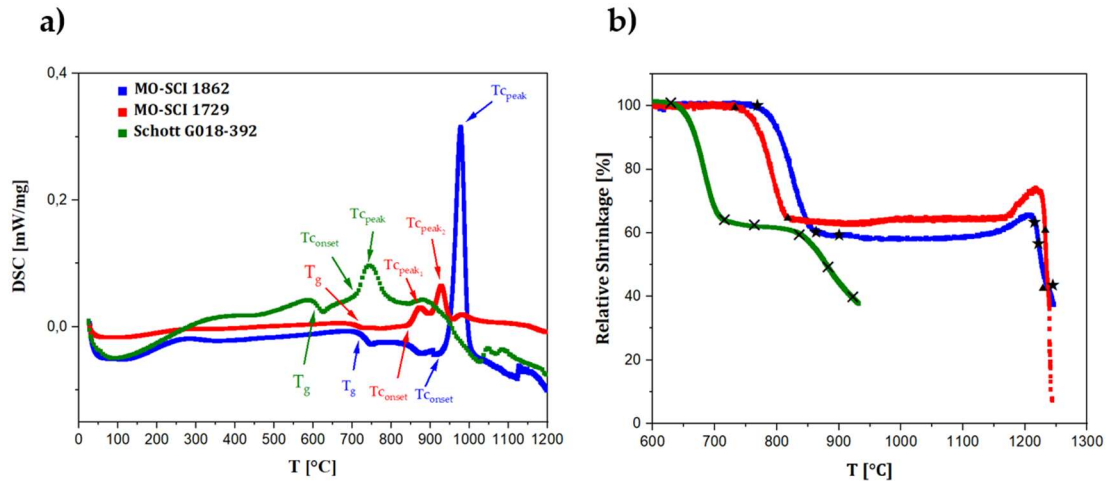 a)
b)
DSC [mW/mg]
0,4
0,2
0,0
MO-SCI 1862
MO-SCI 1729
Schott G018-392
Tc_peak
Tc_peak
Tc_onset
Tc_peak₂
Tc_peak₁
T_g
T_g
T_g
Tc_onset
Tc_onset
0 100 200 300 400 500 600 700 800 900 1000 1100 1200
T [°C]
Relative Shrinkage [%]
100
80
60
40
20
0
600 700 800 900 1000 1100 1200 1300
T [°C]